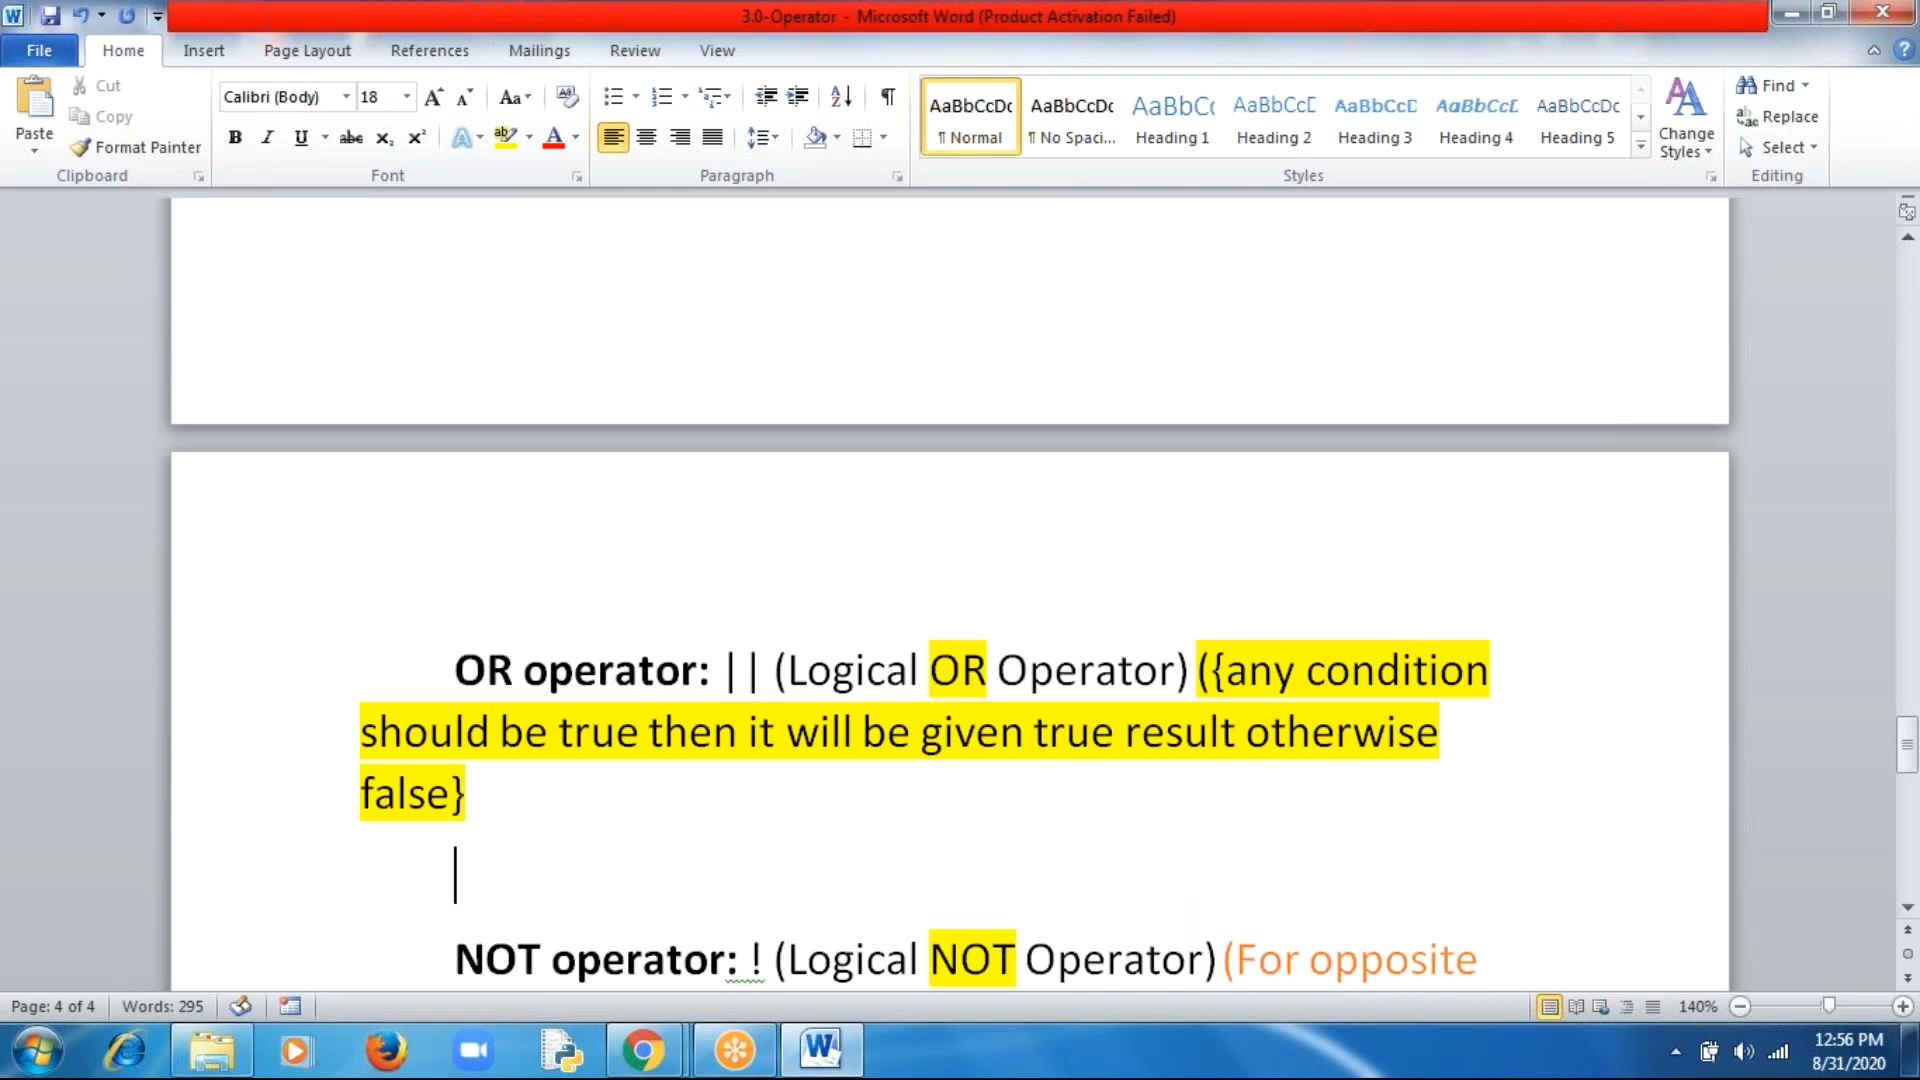 3.0-Operator - Microsoft Word (Product Activation Failed)
File Home Insert Page Layout References Mailings Review View
Paste
Cut
Copy
Format Painter
Clipboard
Calibri (Body) 18
Font
Paragraph
AaBbCcDc AaBbCcDc AaBbC( AaBbCcD AaBbCcD AaBbCcD AaBbCcDc
¶ Normal ¶ No Spaci... Heading 1 Heading 2 Heading 3 Heading 4 Heading 5
Styles
Change
Styles
Find
Replace
Select
Editing
OR operator: || (Logical OR Operator) ({any condition
should be true then it will be given true result otherwise
false}
NOT operator: ! (Logical NOT Operator) (For opposite
Page: 4 of 4 Words: 295 140%
12:56 PM
8/31/2020